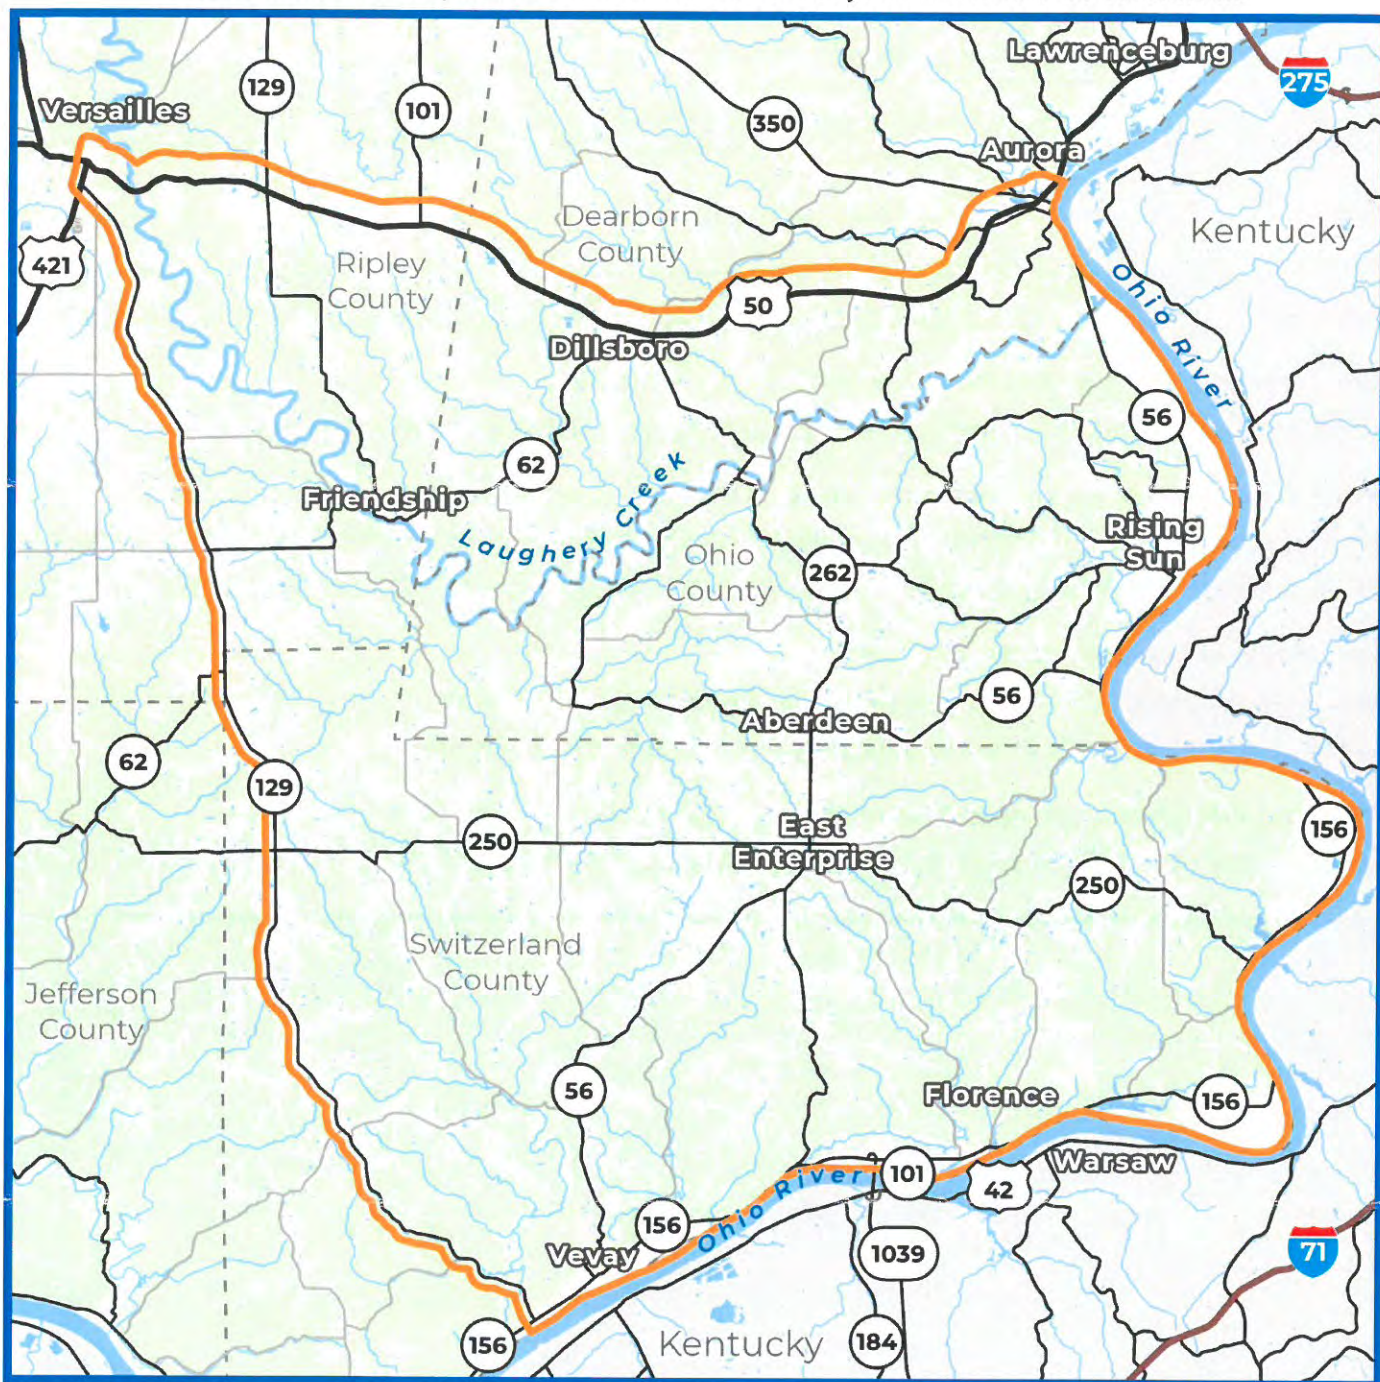 Lawrenceburg
275
Versailles
129
101
350
Aurora
Dearborn
County
Kentucky
421
Ripley
County
50
Ohio River
Dillsboro
56
62
Friendship
Laughery Creek
Rising
Sun
Ohio
County
262
56
Aberdeen
62
129
156
250
East
Enterprise
250
Switzerland
County
Jefferson
County
56
Florence
156
Warsaw
101
42
Ohio River
156
Vevay
1039
71
156
Kentucky
184